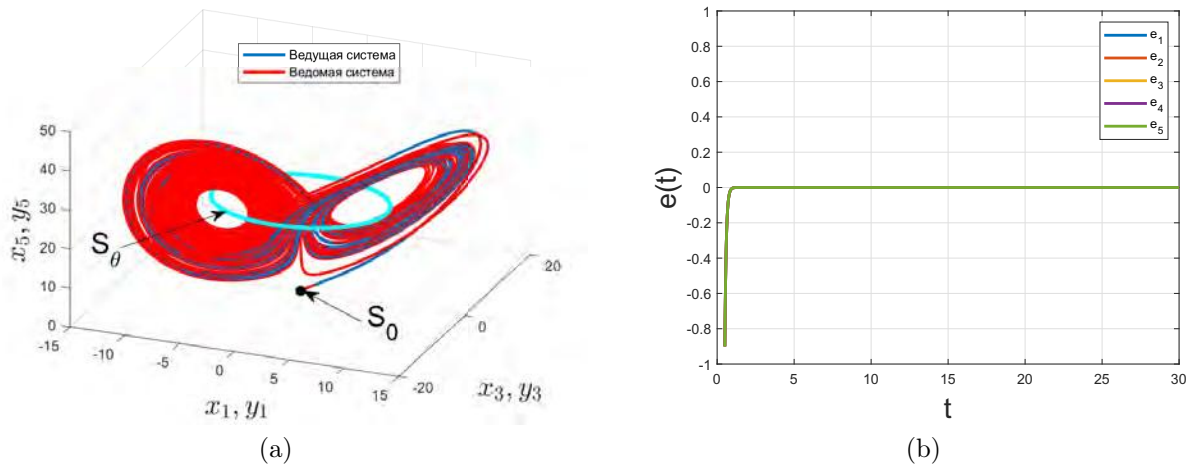 Ведущая система
Ведомая система
50
40
30
20
10
0
x₅, y₅
S_θ
S₀
-15
-10
-5
0
5
10
15
x₁, y₁
-20
0
20
x₃, y₃
(a)
1
0.8
0.6
0.4
0.2
0
-0.2
-0.4
-0.6
-0.8
-1
e(t)
e₁
e₂
e₃
e₄
e₅
0 5 10 15 20 25 30
t
(b)